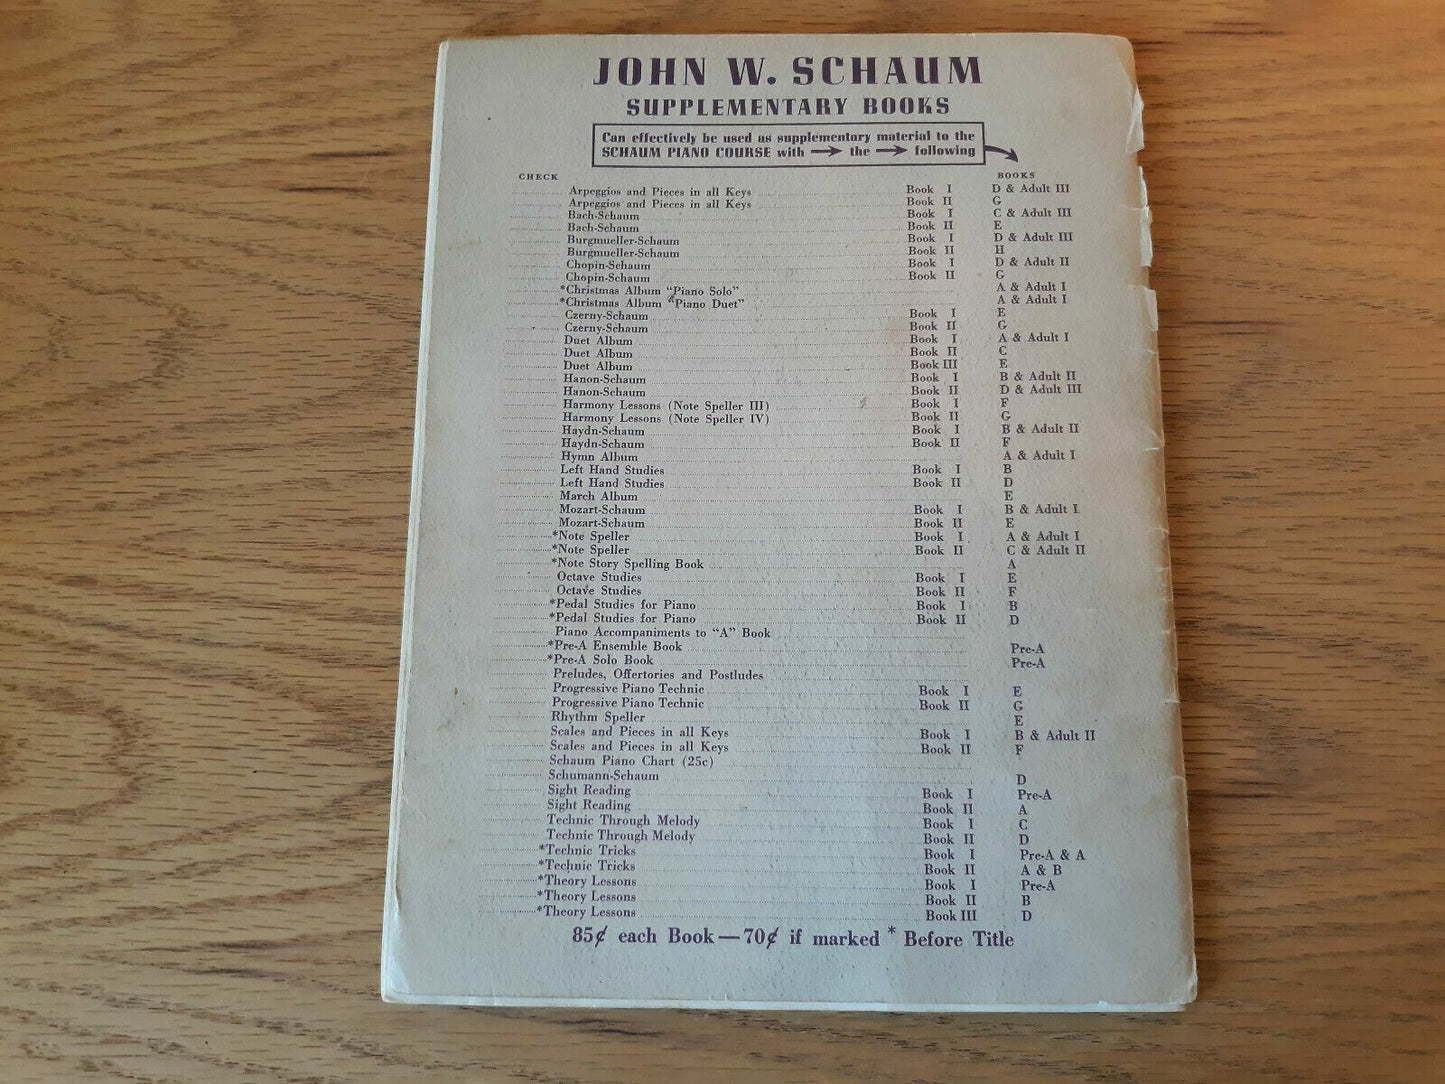 JOHN W. SCHAUM
SUPPLEMENTARY BOOKS
Can effectively be used as supplementary material to the
SCHAUM PIANO COURSE with → the → following
CHECK BOOKS
Arpeggios and Pieces in all Keys Book I D & Adult III
Arpeggios and Pieces in all Keys Book II G
Bach-Schaum Book I C & Adult III
Bach-Schaum Book II E
Burgmueller-Schaum Book I D & Adult III
Burgmueller-Schaum Book II H
Chopin-Schaum Book I D & Adult II
Chopin-Schaum Book II G
*Christmas Album "Piano Solo" A & Adult I
*Christmas Album "Piano Duet" A & Adult I
Czerny-Schaum Book I E
Czerny-Schaum Book II G
Duet Album Book I A & Adult I
Duet Album Book II C
Duet Album Book III E
Hanon-Schaum Book I B & Adult II
Hanon-Schaum Book II D & Adult III
Harmony Lessons (Note Speller III) Book I F
Harmony Lessons (Note Speller IV) Book II G
Haydn-Schaum Book I B & Adult II
Haydn-Schaum Book II F
Hymn Album A & Adult I
Left Hand Studies Book I B
Left Hand Studies Book II D
March Album E
Mozart-Schaum Book I B & Adult I
Mozart-Schaum Book II E
*Note Speller Book I A & Adult I
*Note Speller Book II C & Adult II
*Note Story Spelling Book A
Octave Studies Book I E
Octave Studies Book II F
*Pedal Studies for Piano Book I B
*Pedal Studies for Piano Book II D
Piano Accompaniments to "A" Book
*Pre-A Ensemble Book Pre-A
*Pre-A Solo Book Pre-A
Preludes, Offertories and Postludes
Progressive Piano Technic Book I E
Progressive Piano Technic Book II G
Rhythm Speller E
Scales and Pieces in all Keys Book I B & Adult II
Scales and Pieces in all Keys Book II F
Schaum Piano Chart (25c)
Schumann-Schaum D
Sight Reading Book I Pre-A
Sight Reading Book II A
Technic Through Melody Book I C
Technic Through Melody Book II D
*Technic Tricks Book I Pre-A & A
*Technic Tricks Book II A & B
*Theory Lessons Book I Pre-A
*Theory Lessons Book II B
*Theory Lessons Book III D
85¢ each Book—70¢ if marked * Before Title